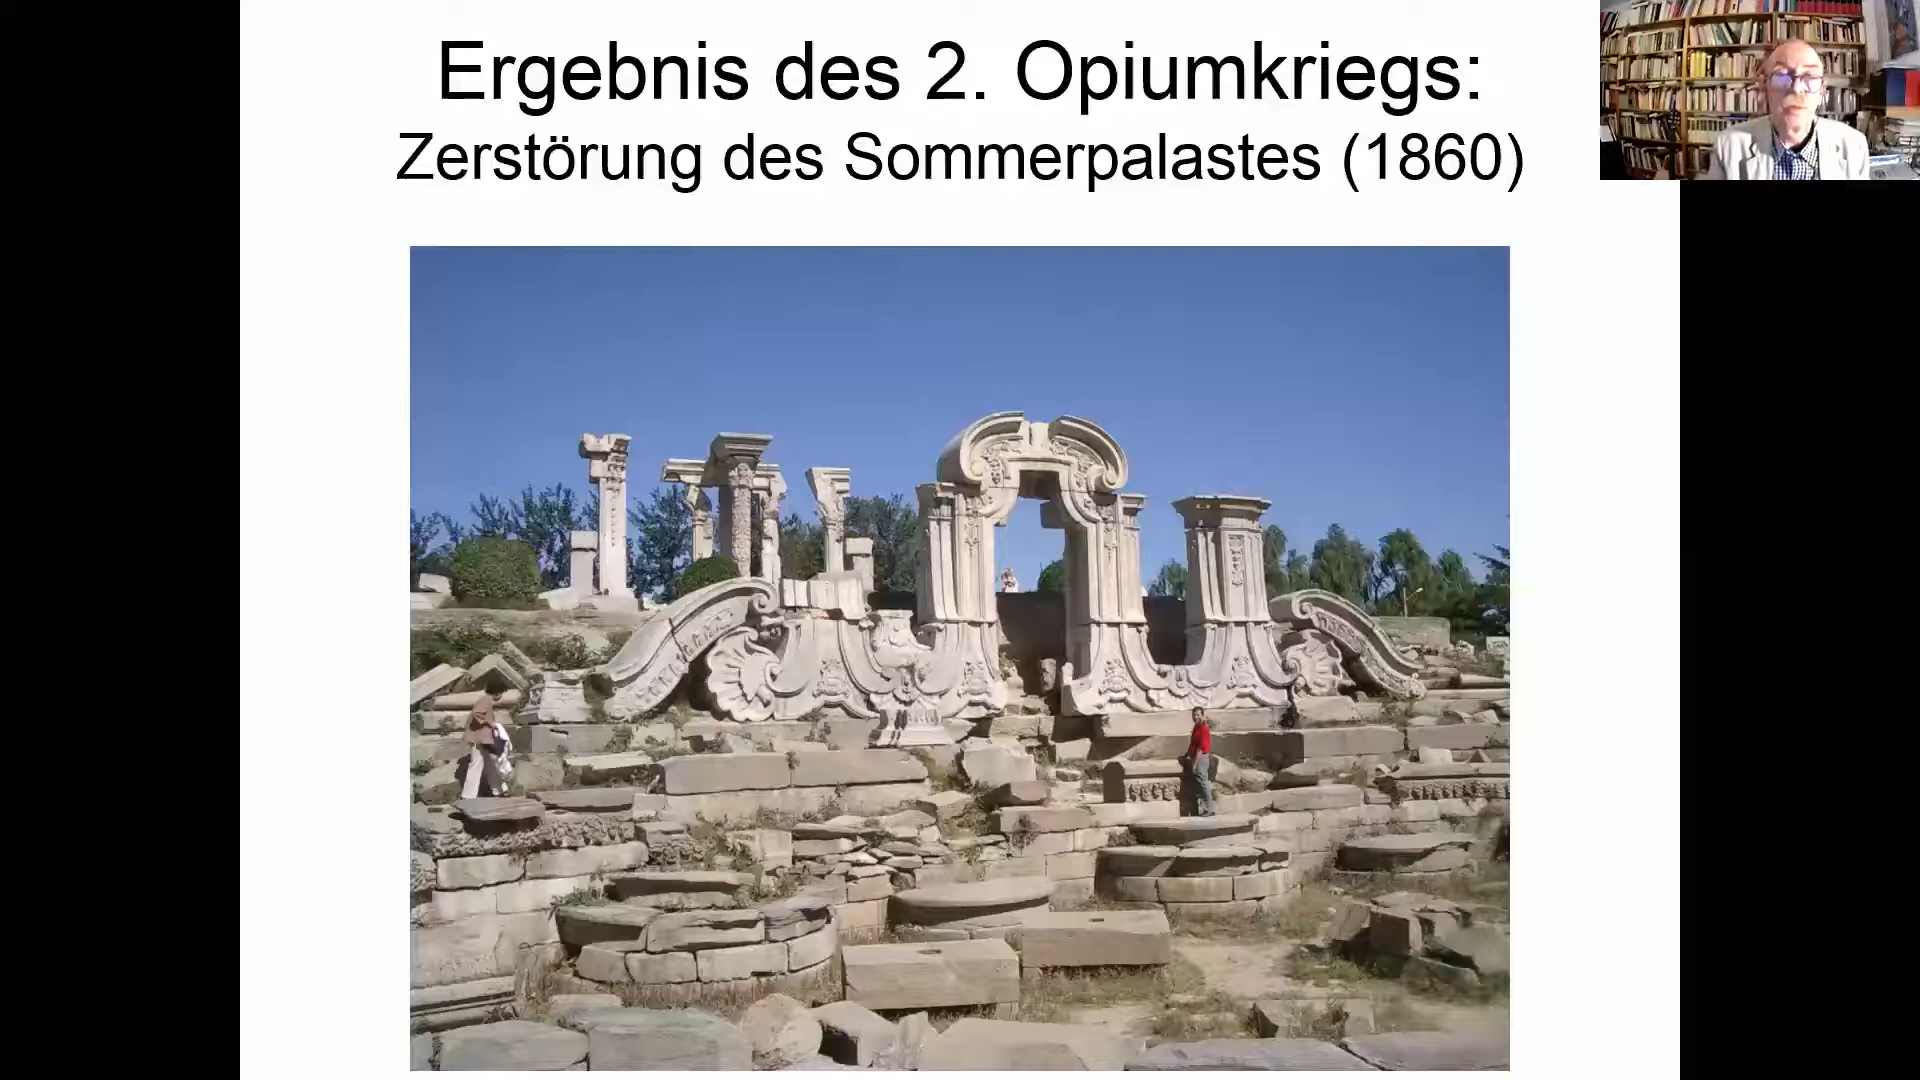 Ergebnis des 2. Opiumkriegs:
Zerstörung des Sommerpalastes (1860)